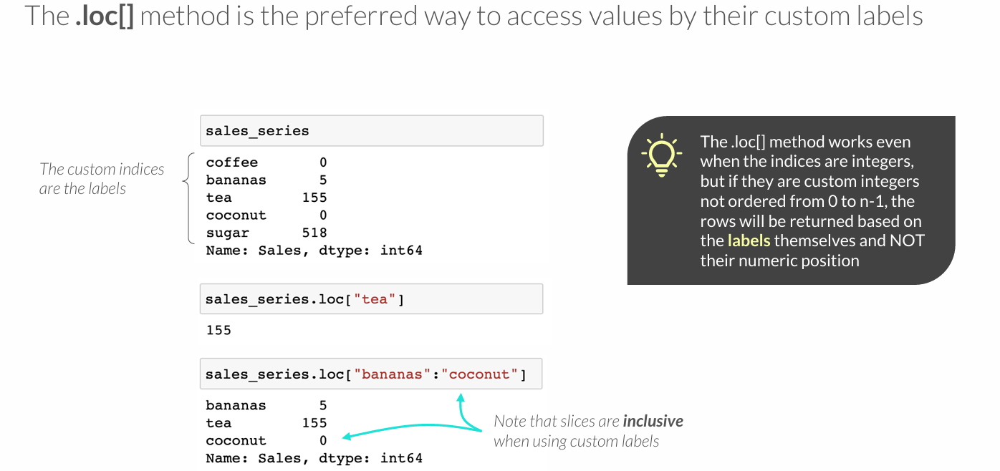 The .loc[] method is the preferred way to access values by their custom labels
sales_series
The custom indices
are the labels
coffee 0
bananas 5
tea 155
coconut 0
sugar 518
Name: Sales, dtype: int64
The .loc[] method works even
when the indices are integers,
but if they are custom integers
not ordered from 0 to n-1, the
rows will be returned based on
the labels themselves and NOT
their numeric position
sales_series.loc["tea"]
155
sales_series.loc["bananas":"coconut"]
bananas 5
tea 155
coconut 0
Name: Sales, dtype: int64
Note that slices are inclusive
when using custom labels